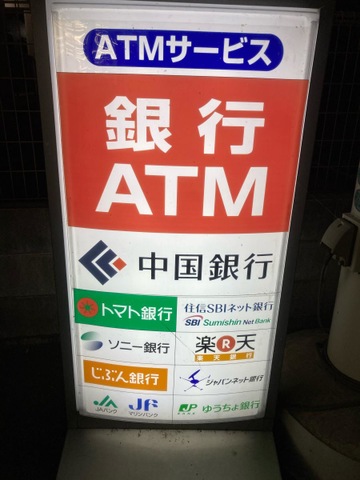 ATMサービス
銀行
ATM
中国銀行
トマト銀行
住信SBIネット銀行
SBI Sumishin Net Bank
ソニー銀行
楽R天
楽天銀行
じぶん銀行
ジャパンネット銀行
JA
JAバンク
JF
マリンバンク
JP
ゆうちょ銀行